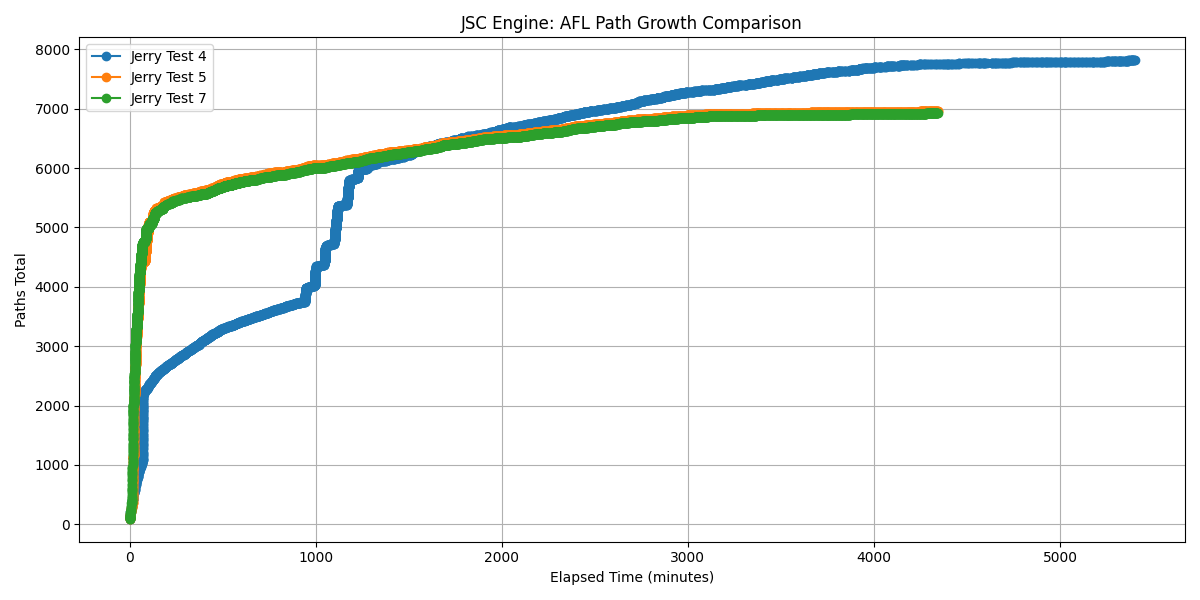 JSC Engine: AFL Path Growth Comparison
Jerry Test 4
Jerry Test 5
Jerry Test 7
Paths Total
8000
7000
6000
5000
4000
3000
2000
1000
0
0 1000 2000 3000 4000 5000
Elapsed Time (minutes)